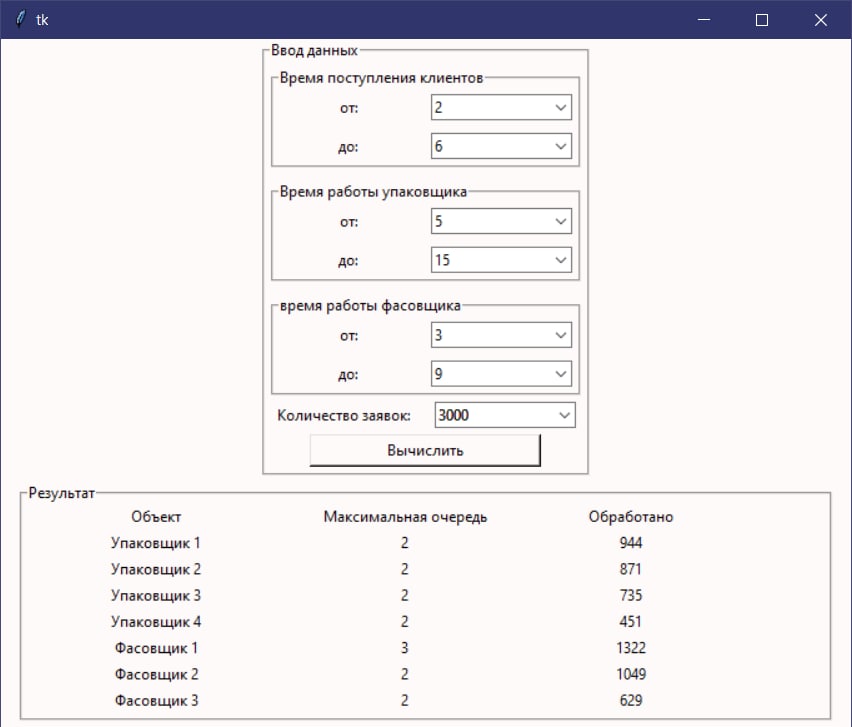 tk
Ввод данных
Время поступления клиентов
от: 2
до: 6
Время работы упаковщика
от: 5
до: 15
время работы фасовщика
от: 3
до: 9
Количество заявок: 3000
Вычислить
Результат
Объект Максимальная очередь Обработано
Упаковщик 1 2 944
Упаковщик 2 2 871
Упаковщик 3 2 735
Упаковщик 4 2 451
Фасовщик 1 3 1322
Фасовщик 2 2 1049
Фасовщик 3 2 629